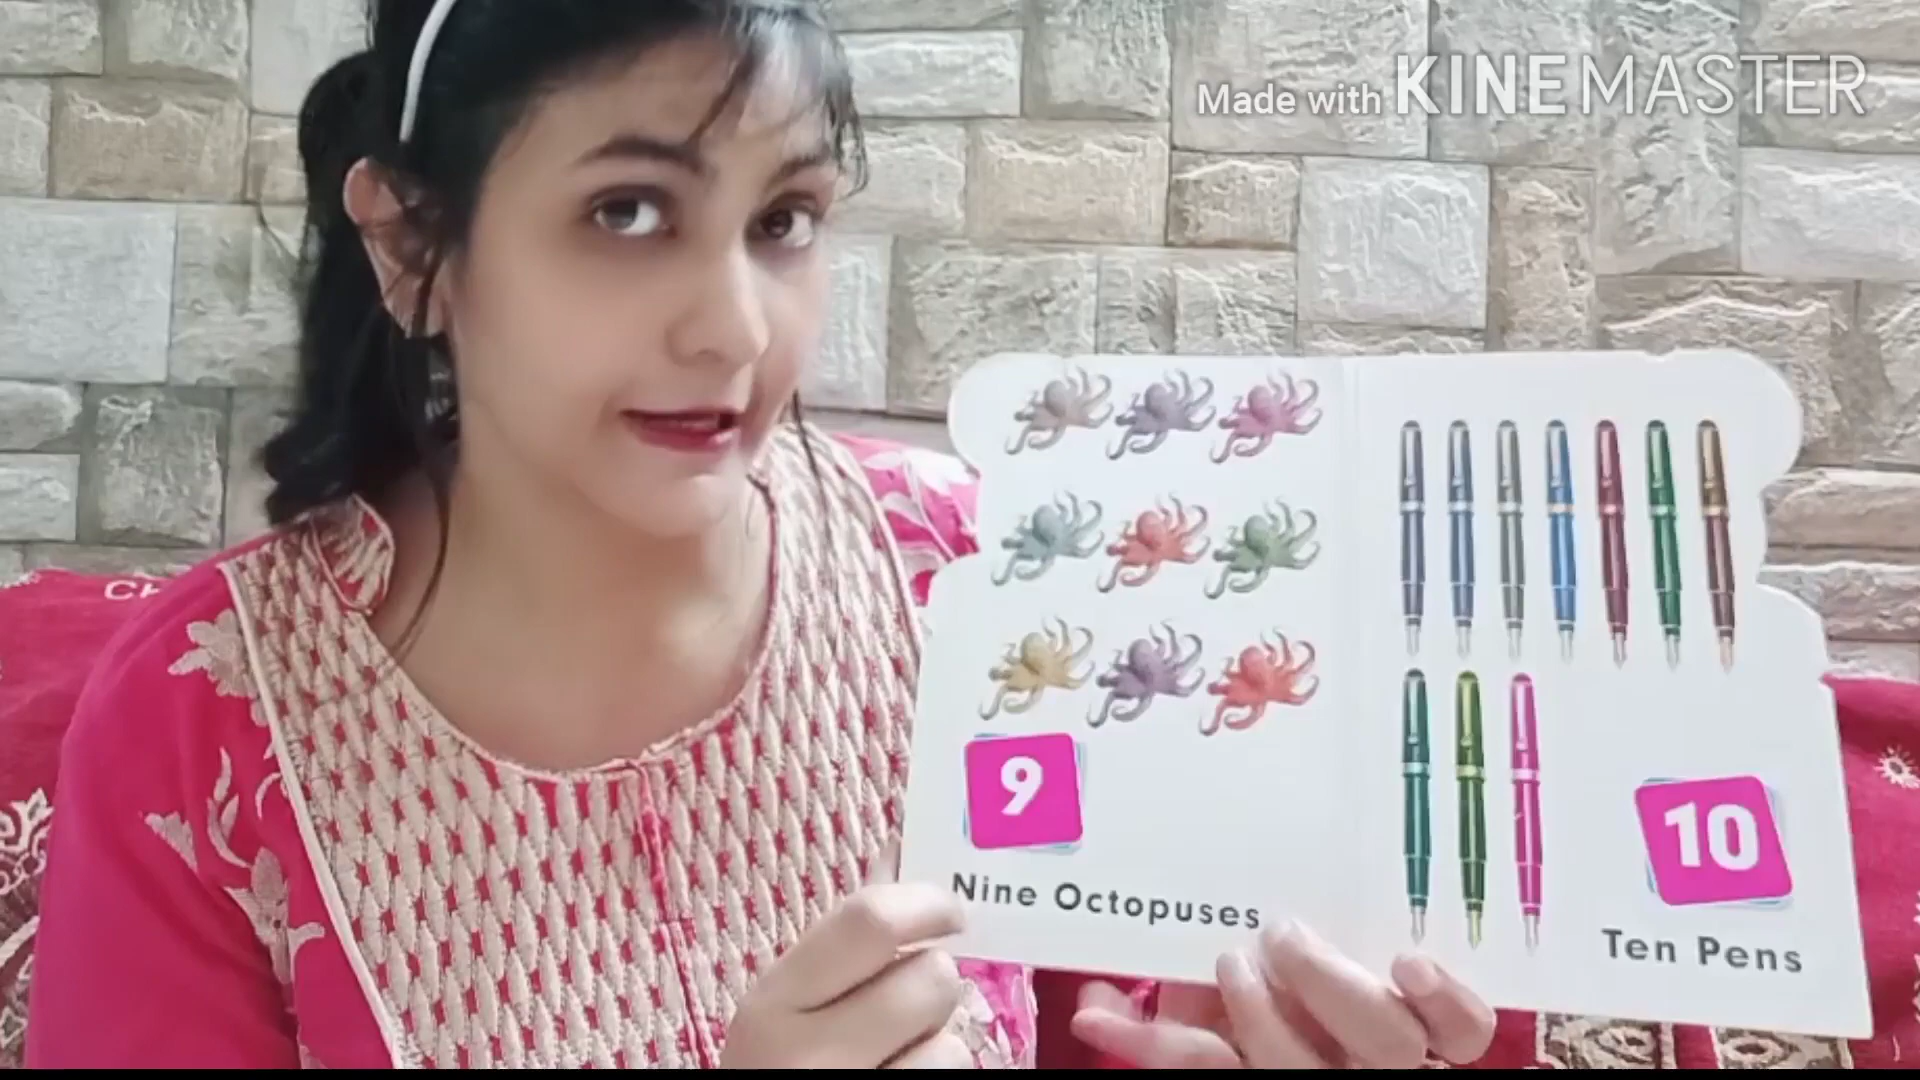 Made with KINEMASTER
9
Nine Octopuses
10
Ten Pens